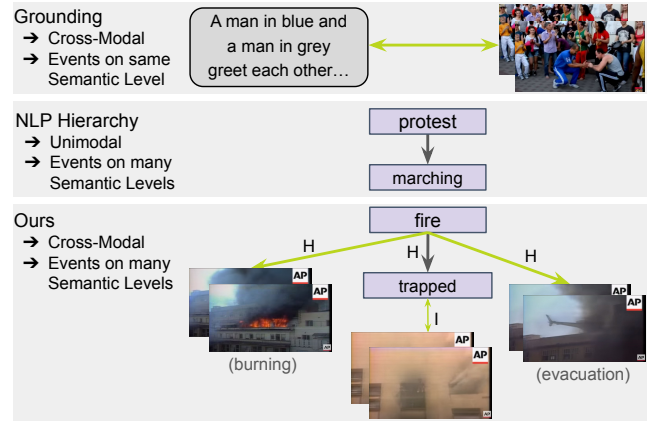 Grounding
➔ Cross-Modal
➔ Events on same
Semantic Level
A man in blue and
a man in grey
greet each other…
NLP Hierarchy
➔ Unimodal
➔ Events on many
Semantic Levels
protest
marching
Ours
➔ Cross-Modal
➔ Events on many
Semantic Levels
fire
H
H
H
trapped
I
AP
AP
(burning)
AP
AP
AP
AP
(evacuation)